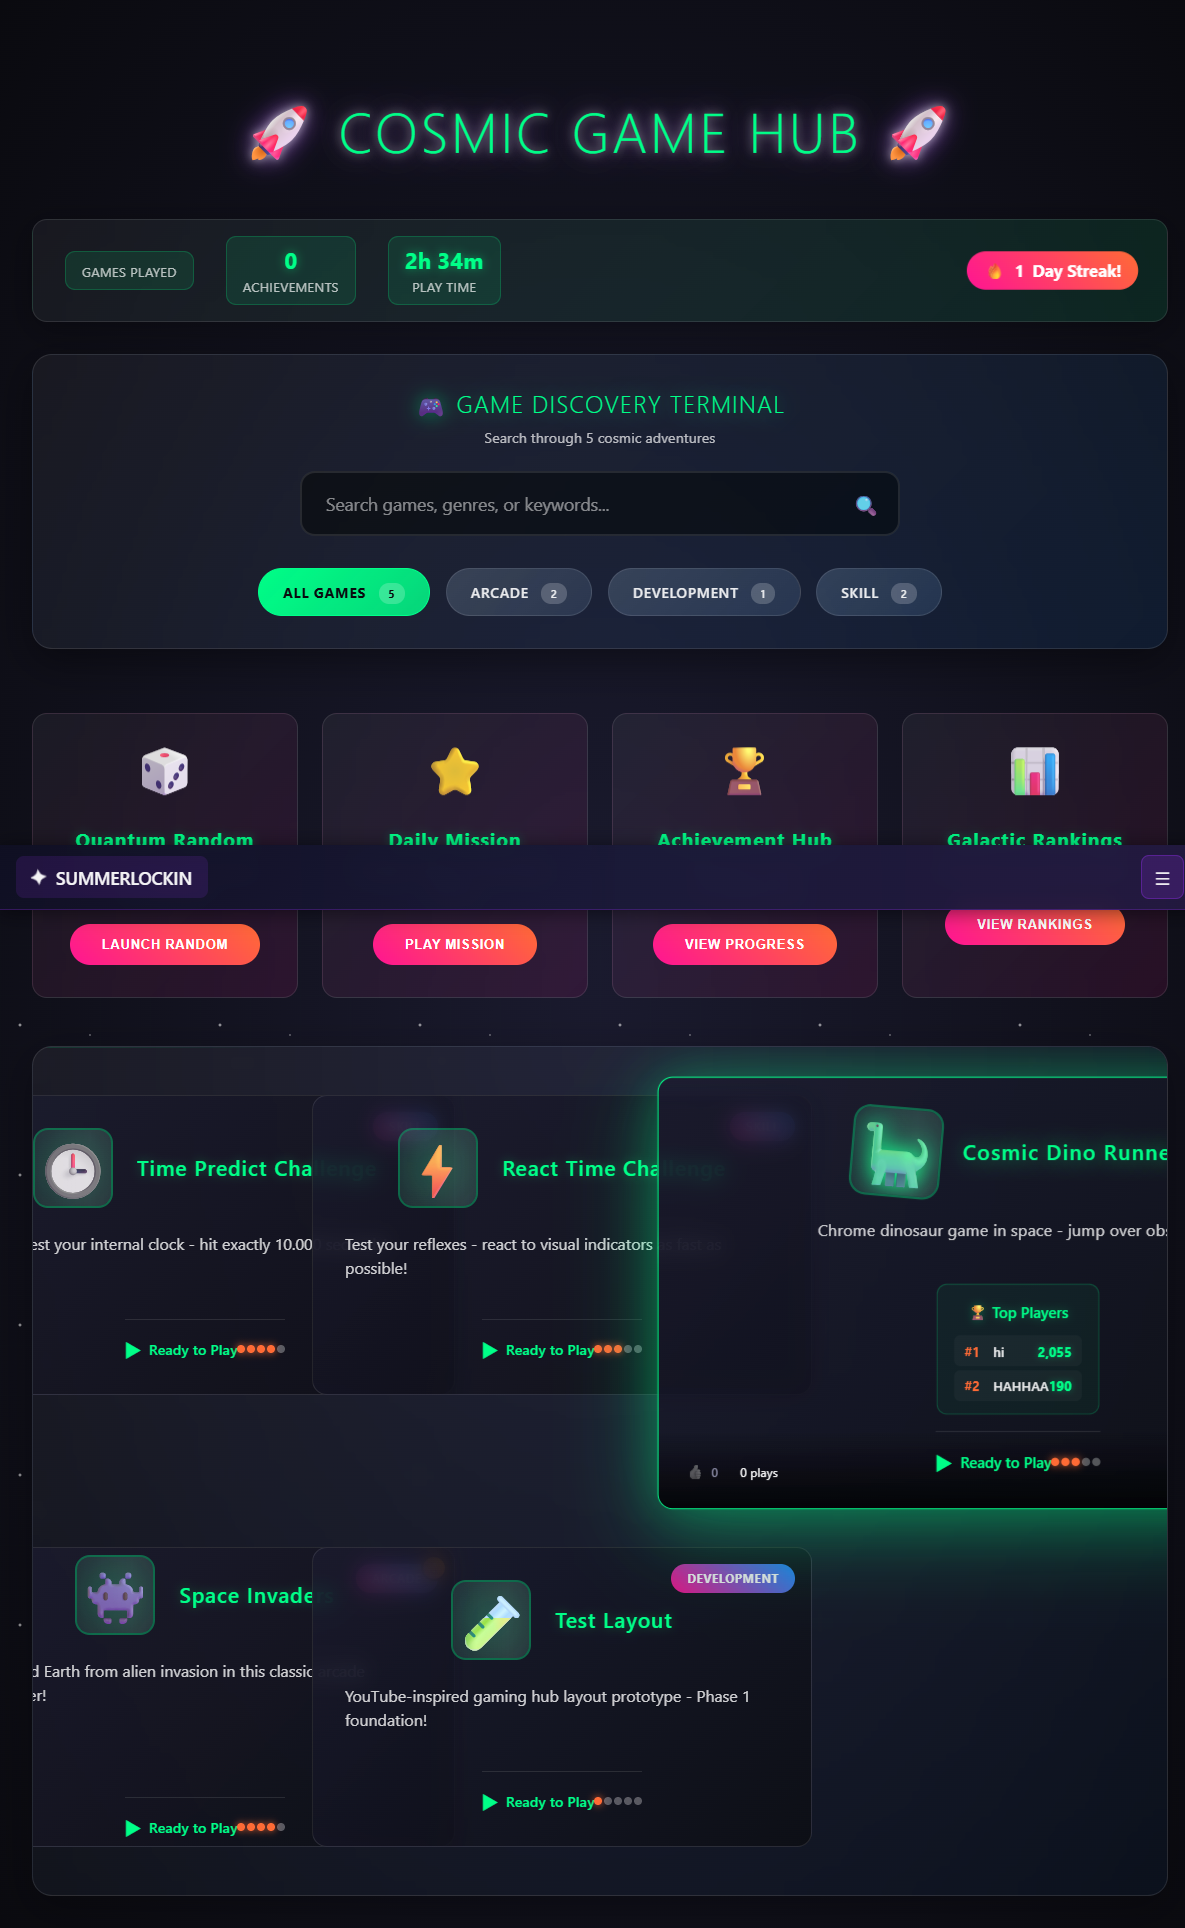 COSMIC GAME HUB
GAMES PLAYED
0
ACHIEVEMENTS
2h 34m
PLAY TIME
1 Day Streak!
GAME DISCOVERY TERMINAL
Search through 5 cosmic adventures
Search games, genres, or keywords...
ALL GAMES 5
ARCADE 2
DEVELOPMENT 1
SKILL 2
Quantum Random
Daily Mission
Achievement Hub
Galactic Rankings
SUMMERLOCKIN
LAUNCH RANDOM
PLAY MISSION
VIEW PROGRESS
VIEW RANKINGS
Time Predict Challenge
est your internal clock - hit exactly 10.00
Ready to Play
React Time Challenge
Test your reflexes - react to visual indicators as fast as
possible!
Ready to Play
Cosmic Dino Runne
Chrome dinosaur game in space - jump over obs
Top Players
#1 hi 2,055
#2 HAHHAA 190
0 0 plays
Ready to Play
Space Invaders
d Earth from alien invasion in this classic arcade
er!
Ready to Play
DEVELOPMENT
Test Layout
YouTube-inspired gaming hub layout prototype - Phase 1
foundation!
Ready to Play